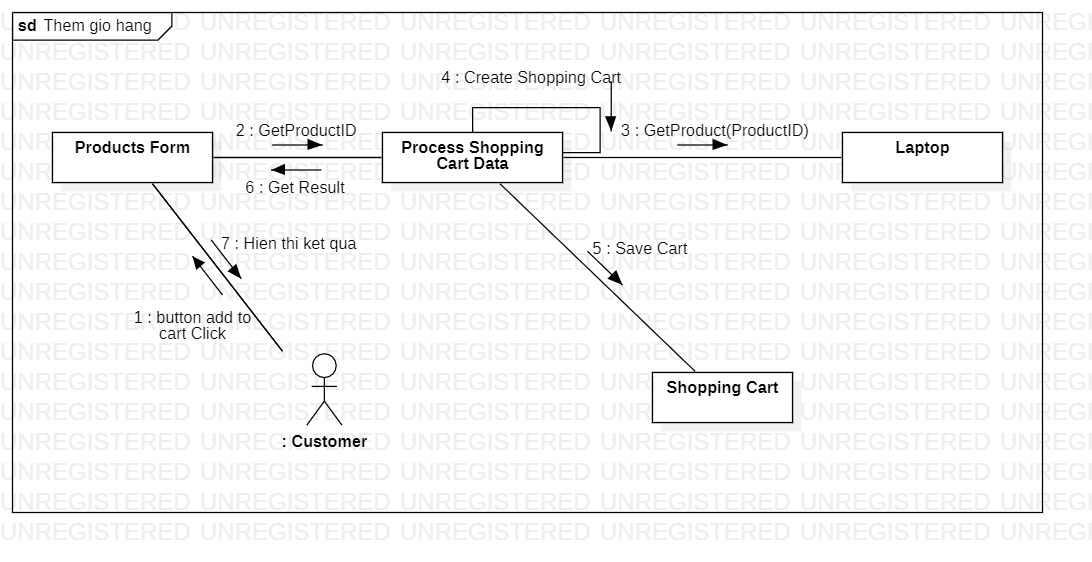 sd Them gio hang
4 : Create Shopping Cart
2 : GetProductID
3 : GetProduct(ProductID)
Products Form
Process Shopping
Cart Data
Laptop
6 : Get Result
7 : Hien thi ket qua
5 : Save Cart
1 : button add to
cart Click
Shopping Cart
: Customer
UNREGISTERED